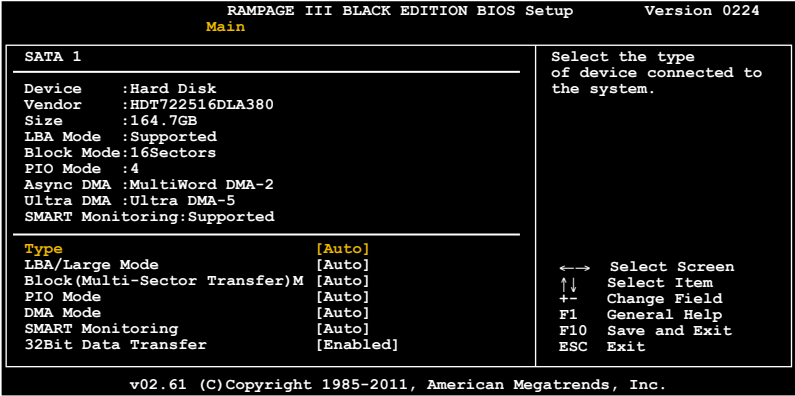 RAMPAGE III BLACK EDITION BIOS Setup Version 0224
Main
SATA 1
Device :Hard Disk
Vendor :HDT722516DLA380
Size :164.7GB
LBA Mode :Supported
Block Mode:16Sectors
PIO Mode :4
Async DMA :MultiWord DMA-2
Ultra DMA :Ultra DMA-5
SMART Monitoring:Supported
Type [Auto]
LBA/Large Mode [Auto]
Block(Multi-Sector Transfer)M [Auto]
PIO Mode [Auto]
DMA Mode [Auto]
SMART Monitoring [Auto]
32Bit Data Transfer [Enabled]
Select the type
of device connected to
the system.
←→ Select Screen
↑↓ Select Item
+- Change Field
F1 General Help
F10 Save and Exit
ESC Exit
v02.61 (C)Copyright 1985-2011, American Megatrends, Inc.